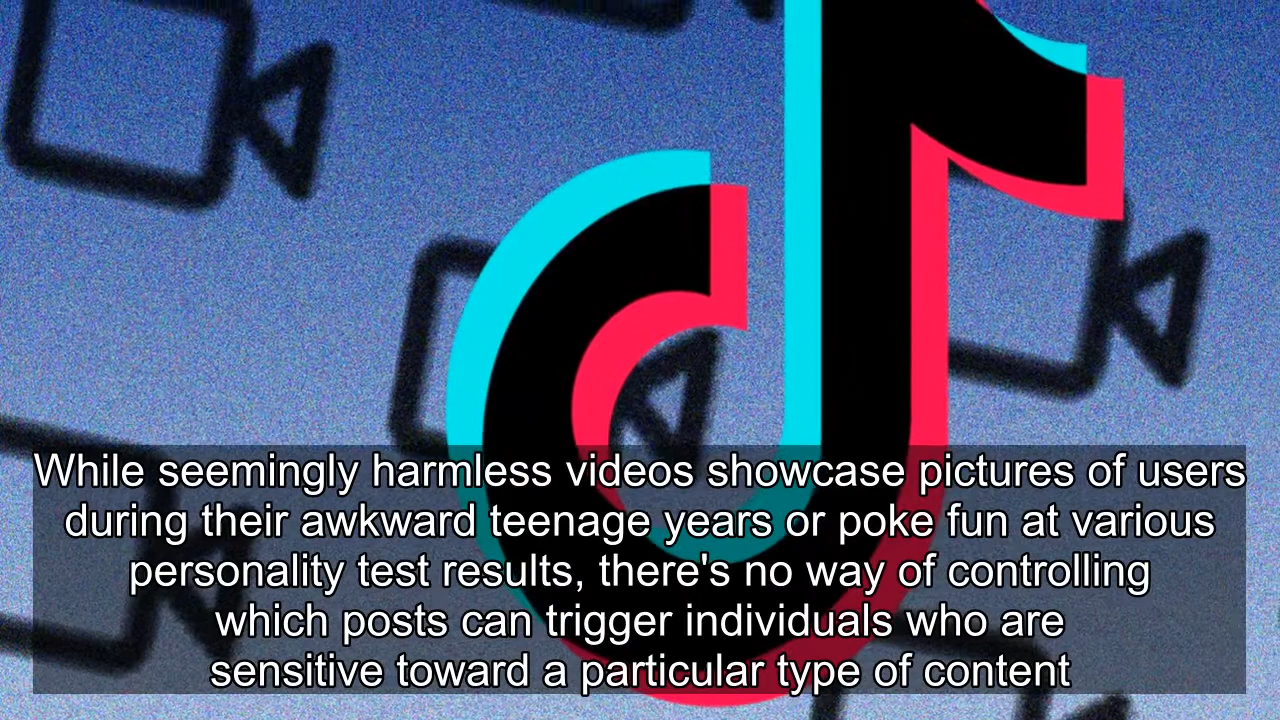 While seemingly harmless videos showcase pictures of users
during their awkward teenage years or poke fun at various
personality test results, there's no way of controlling
which posts can trigger individuals who are
sensitive toward a particular type of content